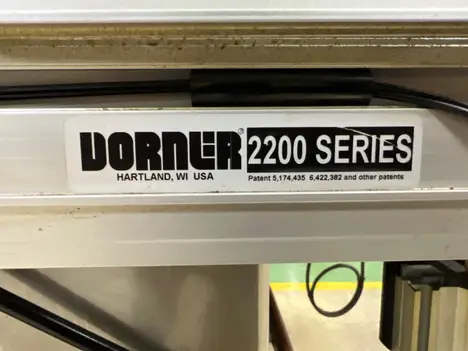 DORNER® 2200 SERIES
HARTLAND, WI USA
Patent 5,174,435 6,422,382 and other patents